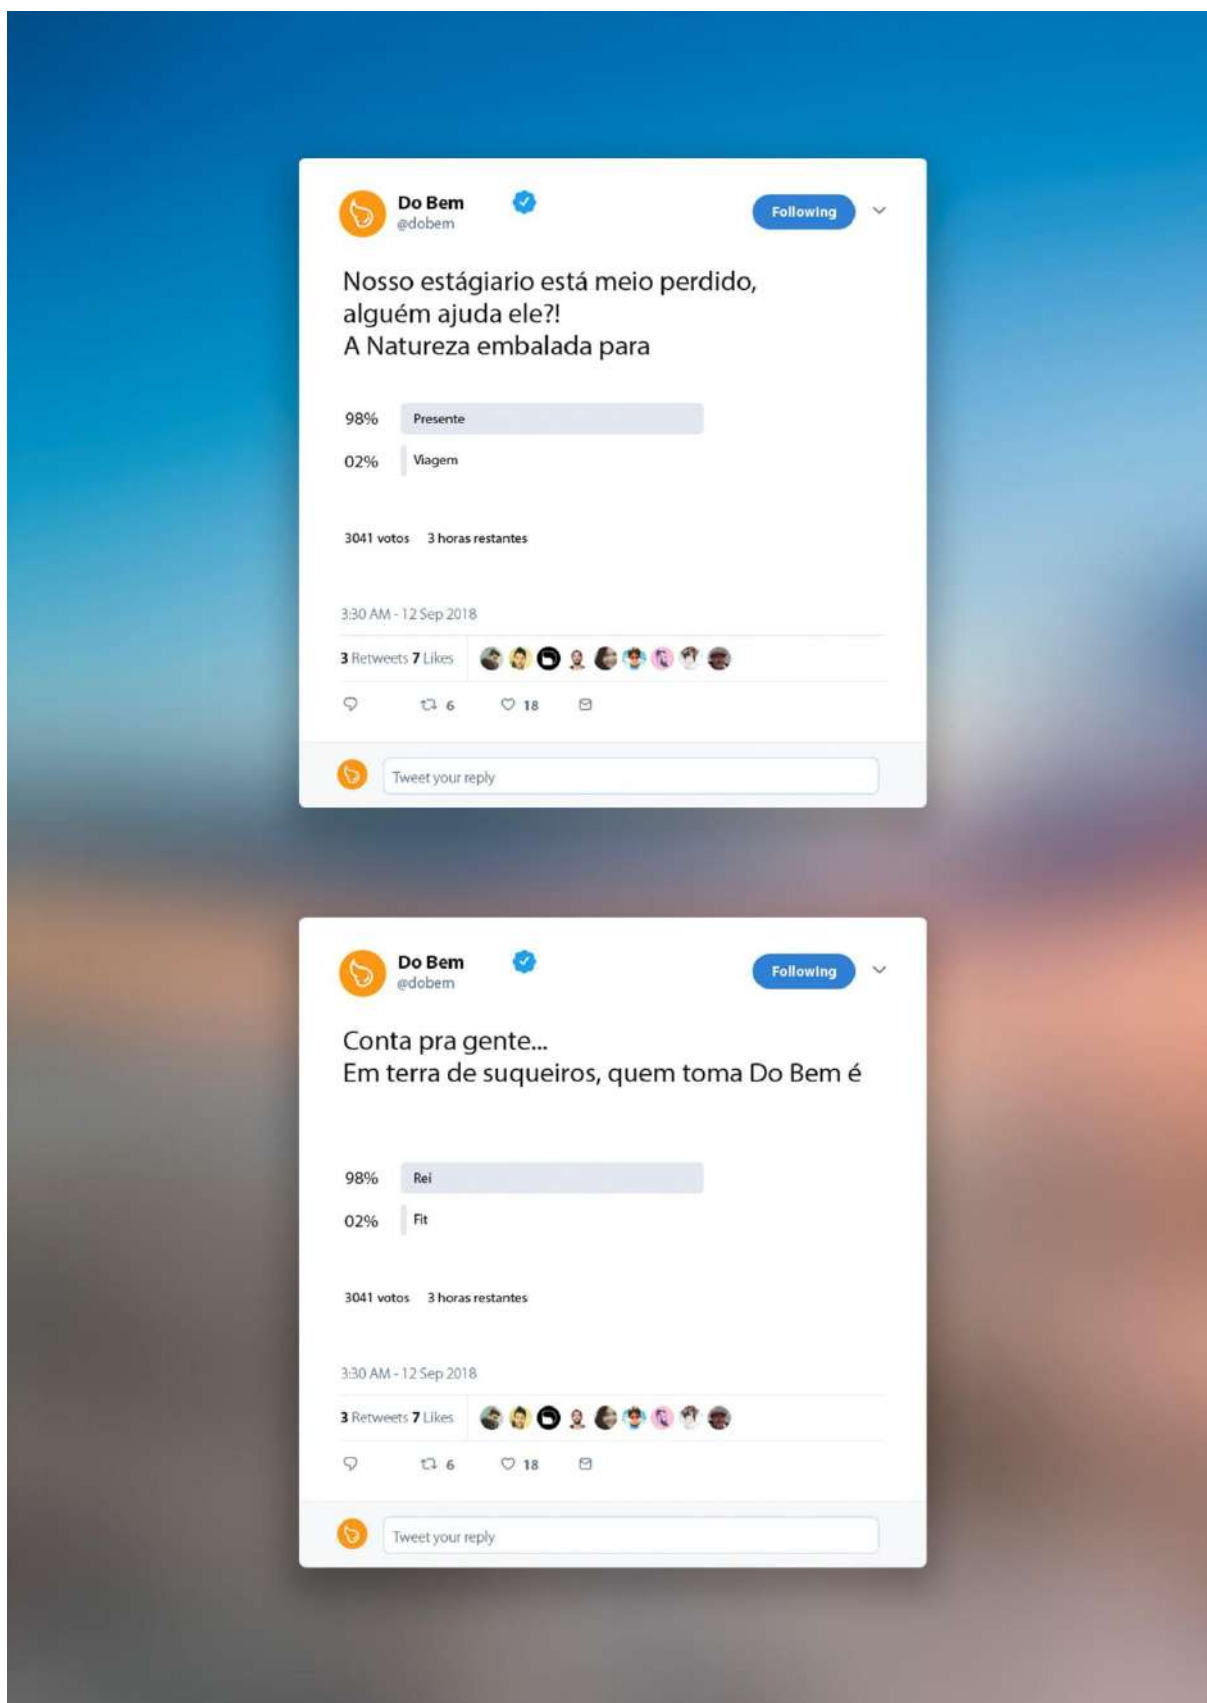 Do Bem
@dobem
Following
Nosso estágiario está meio perdido,
alguém ajuda ele?!
A Natureza embalada para
98% Presente
02% Viagem
3041 votos 3 horas restantes
3:30 AM - 12 Sep 2018
3 Retweets 7 Likes
6 18
Tweet your reply
Do Bem
@dobem
Following
Conta pra gente...
Em terra de suqueiros, quem toma Do Bem é
98% Rei
02% Fit
3041 votos 3 horas restantes
3:30 AM - 12 Sep 2018
3 Retweets 7 Likes
6 18
Tweet your reply